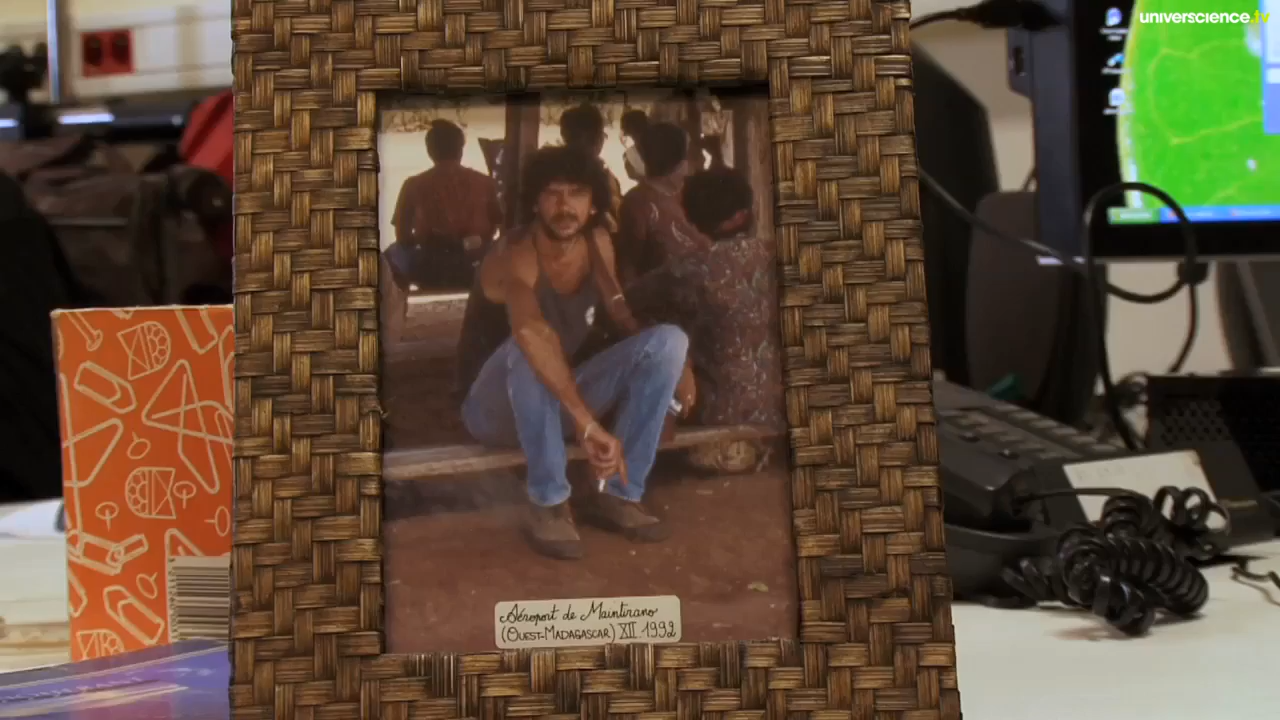 universcience.tv
Aéroport de Maintirano
(OUEST-MADAGASCAR) XII 1992